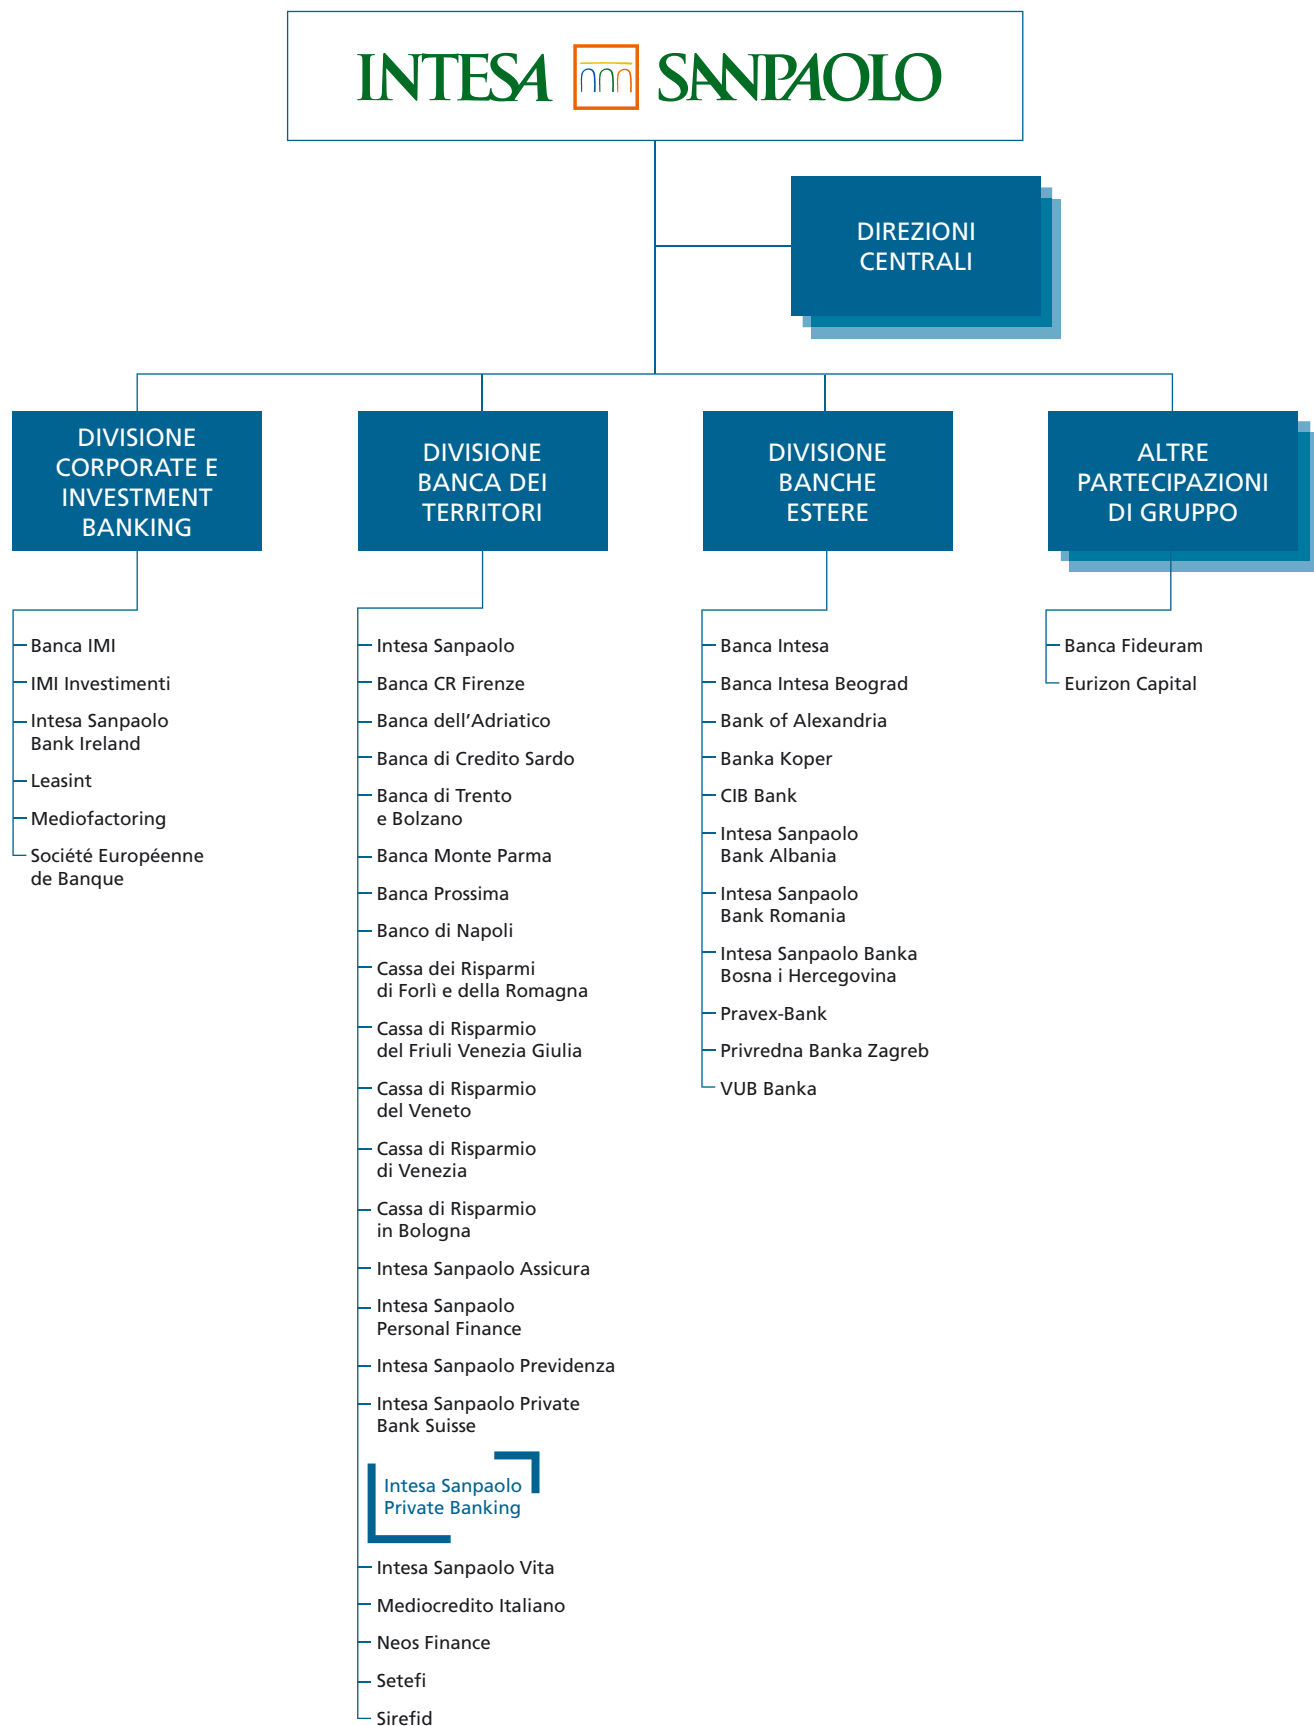 INTESA SANPAOLO
DIREZIONI
CENTRALI
DIVISIONE
CORPORATE E
INVESTMENT
BANKING
Banca IMI
IMI Investimenti
Intesa Sanpaolo
Bank Ireland
Leasint
Mediofactoring
Société Européenne
de Banque
DIVISIONE
BANCA DEI
TERRITORI
Intesa Sanpaolo
Banca CR Firenze
Banca dell’Adriatico
Banca di Credito Sardo
Banca di Trento
e Bolzano
Banca Monte Parma
Banca Prossima
Banco di Napoli
Cassa dei Risparmi
di Forlì e della Romagna
Cassa di Risparmio
del Friuli Venezia Giulia
Cassa di Risparmio
del Veneto
Cassa di Risparmio
di Venezia
Cassa di Risparmio
in Bologna
Intesa Sanpaolo Assicura
Intesa Sanpaolo
Personal Finance
Intesa Sanpaolo Previdenza
Intesa Sanpaolo Private
Bank Suisse
Intesa Sanpaolo
Private Banking
Intesa Sanpaolo Vita
Mediocredito Italiano
Neos Finance
Setefi
Sirefid
DIVISIONE
BANCHE
ESTERE
Banca Intesa
Banca Intesa Beograd
Bank of Alexandria
Banka Koper
CIB Bank
Intesa Sanpaolo
Bank Albania
Intesa Sanpaolo
Bank Romania
Intesa Sanpaolo Banka
Bosna i Hercegovina
Pravex-Bank
Privredna Banka Zagreb
VUB Banka
ALTRE
PARTECIPAZIONI
DI GRUPPO
Banca Fideuram
Eurizon Capital